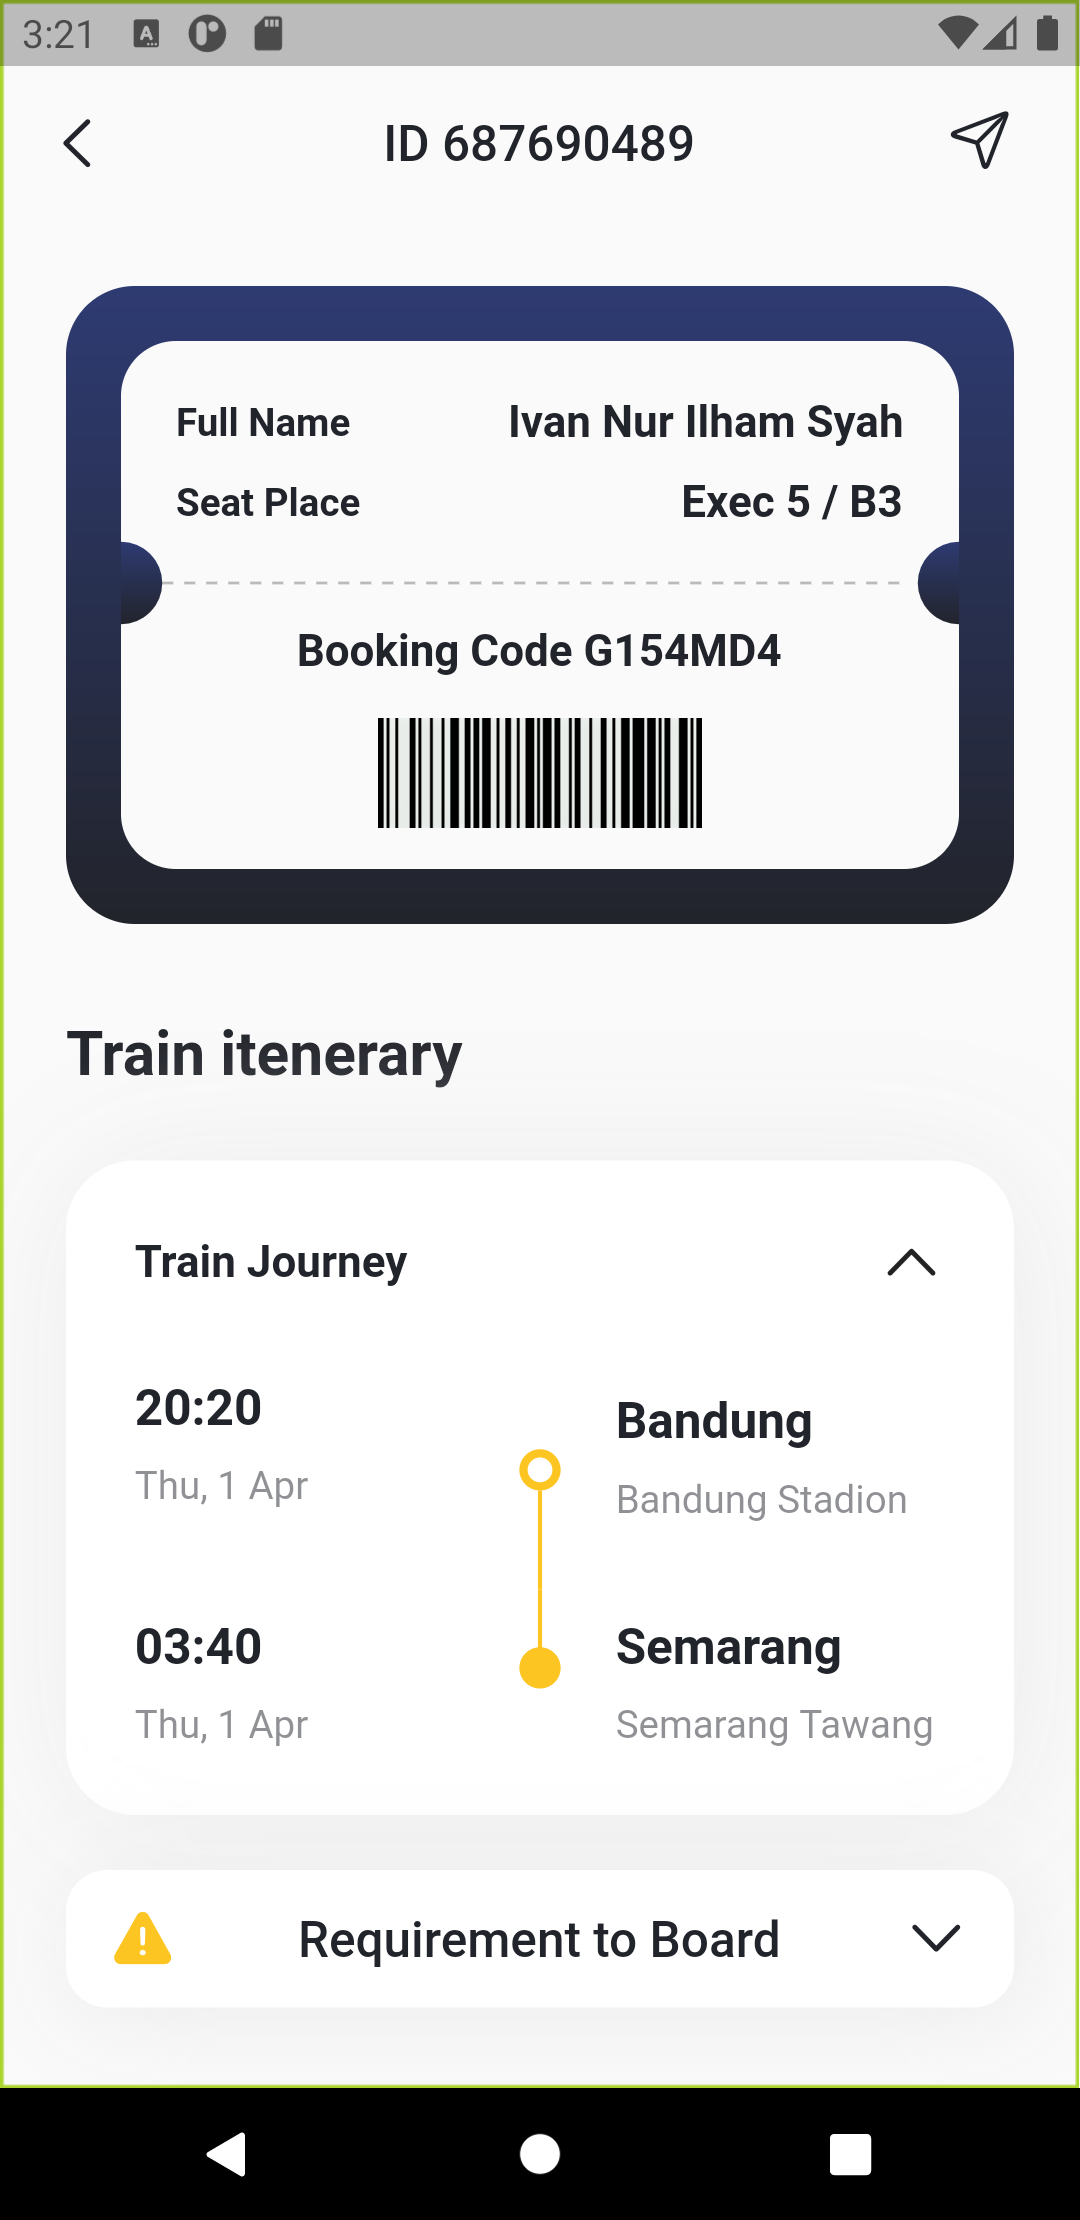 3:21
ID 687690489
Full Name Ivan Nur Ilham Syah
Seat Place Exec 5 / B3
Booking Code G154MD4
Train itenerary
Train Journey
20:20 Bandung
Thu, 1 Apr Bandung Stadion
03:40 Semarang
Thu, 1 Apr Semarang Tawang
Requirement to Board